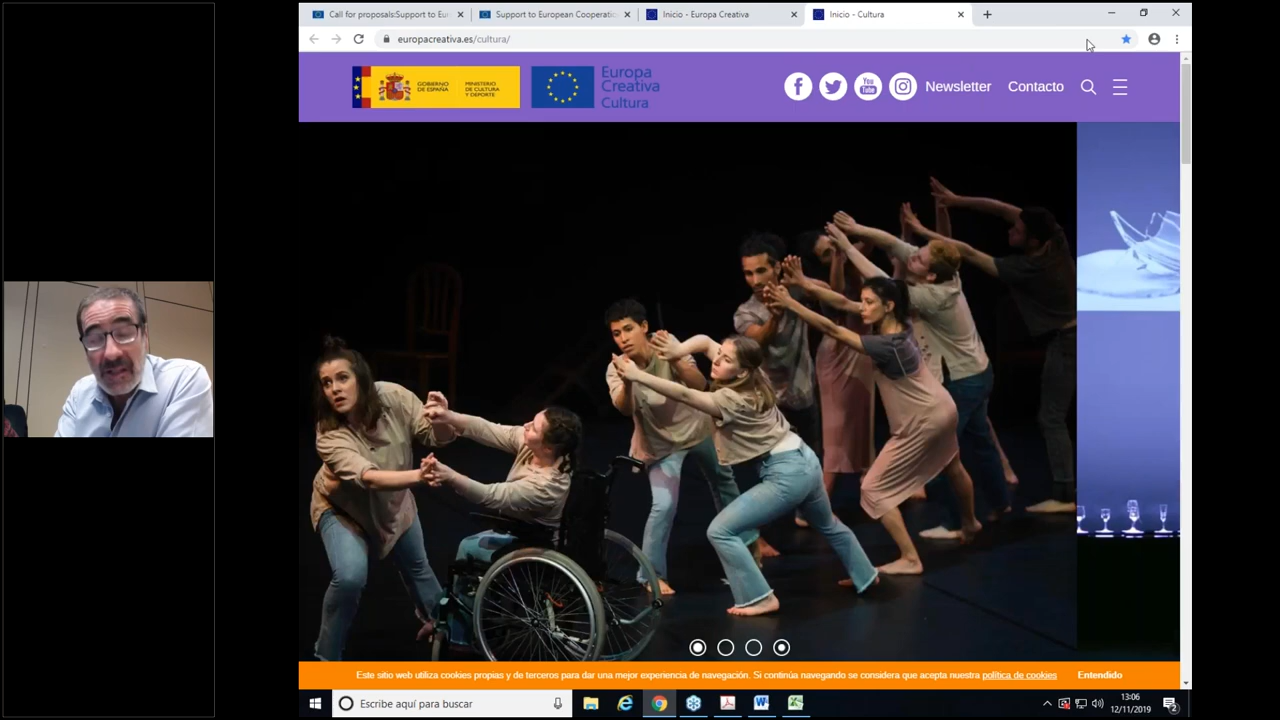 Call for proposals:Support to Eu
Support to European Cooperatio
Inicio - Europa Creativa
Inicio - Cultura
europacreativa.es/cultura/
GOBIERNO
DE ESPAÑA
MINISTERIO
DE CULTURA
Y DEPORTE
Europa
Creativa
Cultura
You
Tube
Newsletter
Contacto
Este sitio web utiliza cookies propias y de terceros para dar una mejor experiencia de navegación. Si continúa navegando se considera que acepta nuestra política de cookies
Entendido
Escribe aquí para buscar
13:06
12/11/2019
2